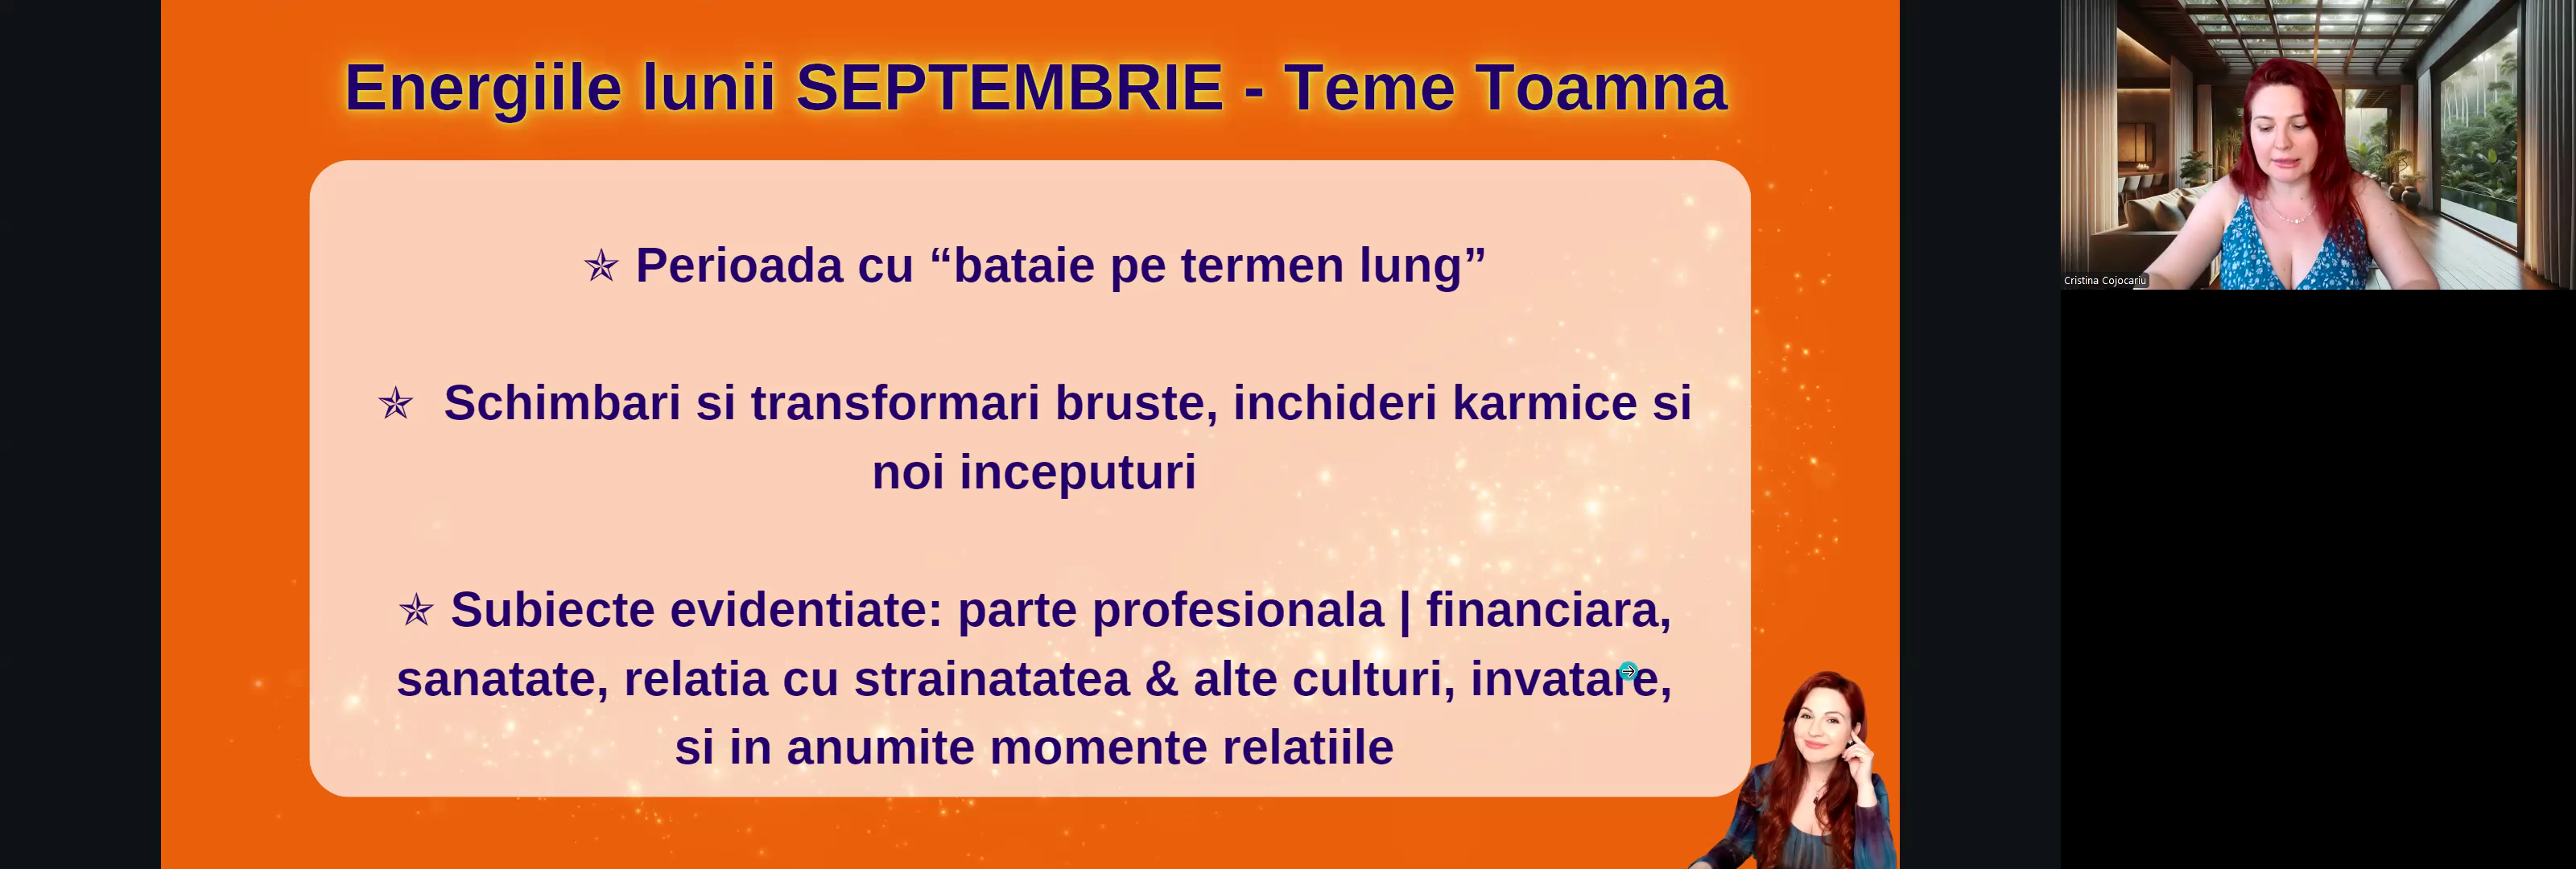 Energiile lunii SEPTEMBRIE - Teme Toamna
✯ Perioada cu “bataie pe termen lung”
✯ Schimbari si transformari bruste, inchideri karmice si
noi inceputuri
✯ Subiecte evidentiate: parte profesionala | financiara,
sanatate, relatia cu strainatatea & alte culturi, invatare,
si in anumite momente relatiile
Cristina Cojocariu